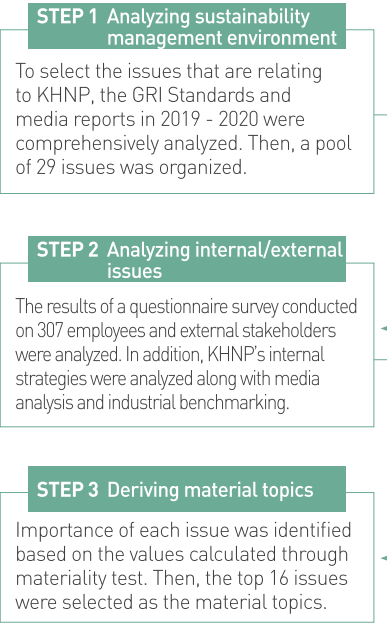 STEP 1 Analyzing sustainability
management environment
To select the issues that are relating
to KHNP, the GRI Standards and
media reports in 2019 - 2020 were
comprehensively analyzed. Then, a pool
of 29 issues was organized.
STEP 2 Analyzing internal/external
issues
The results of a questionnaire survey conducted
on 307 employees and external stakeholders
were analyzed. In addition, KHNP's internal
strategies were analyzed along with media
analysis and industrial benchmarking.
STEP 3 Deriving material topics
Importance of each issue was identified
based on the values calculated through
materiality test. Then, the top 16 issues
were selected as the material topics.